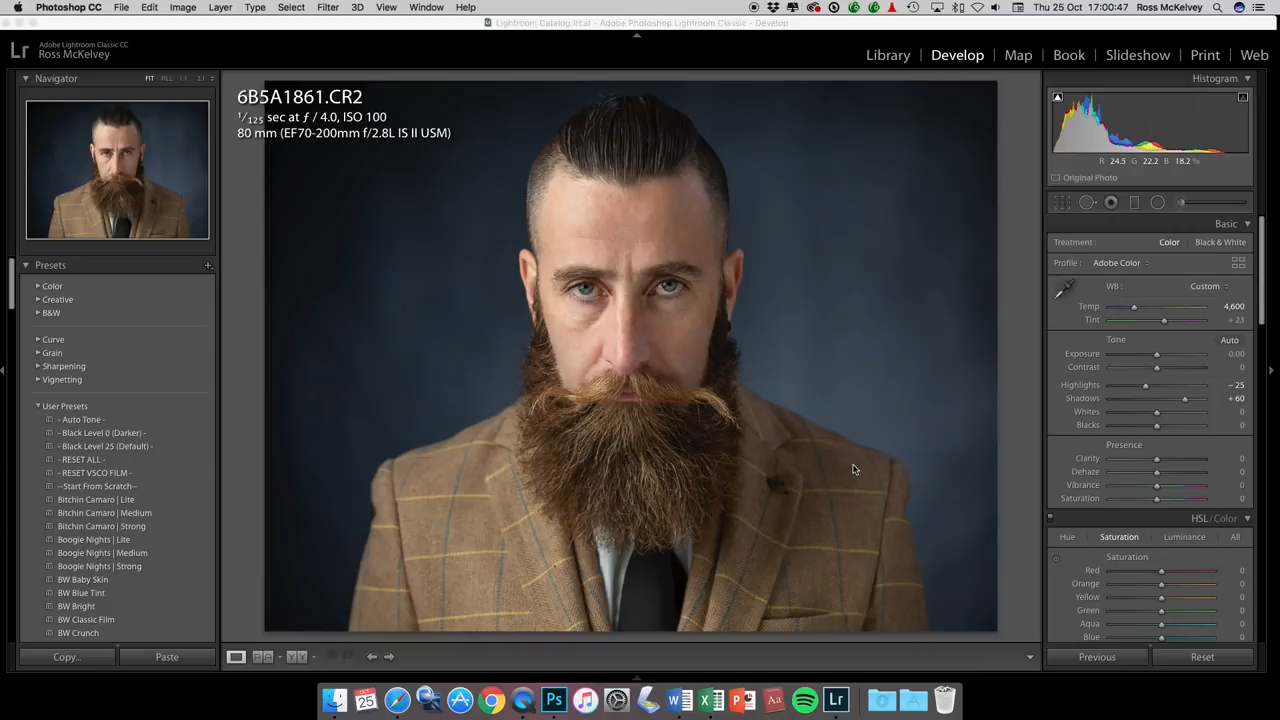 Photoshop CC File Edit Image Layer Type Select Filter 3D View Window Help Thu 25 Oct 17:00:47 Ross McKelvey
Lightroom Catalog.lrcat - Adobe Photoshop Lightroom Classic - Develop
Lr Adobe Lightroom Classic CC
Ross McKelvey
Library | Develop | Map | Book | Slideshow | Print | Web
Navigator FIT FILL 1:1 2:1
Histogram
6B5A1861.CR2
1/125 sec at ƒ / 4.0, ISO 100
80 mm (EF70-200mm f/2.8L IS II USM)
R 24.5 G 22.2 B 18.2 %
Original Photo
Basic
Treatment : Color Black & White
Profile : Adobe Color
WB : Custom
Temp 4,600
Tint + 23
Tone Auto
Exposure 0.00
Contrast 0
Highlights − 25
Shadows + 60
Whites 0
Blacks 0
Presence
Clarity 0
Dehaze 0
Vibrance 0
Saturation 0
HSL / Color
Hue Saturation Luminance All
Saturation
Red 0
Orange 0
Yellow 0
Green 0
Aqua 0
Blue 0
Previous Reset
Presets +
Color
Creative
B&W
Curve
Grain
Sharpening
Vignetting
User Presets
- Auto Tone -
- Black Level 0 (Darker) -
- Black Level 25 (Default) -
- RESET ALL -
- RESET VSCO FILM -
--Start From Scratch--
Bitchin Camaro | Lite
Bitchin Camaro | Medium
Bitchin Camaro | Strong
Boogie Nights | Lite
Boogie Nights | Medium
Boogie Nights | Strong
BW Baby Skin
BW Blue Tint
BW Bright
BW Classic Film
BW Crunch
Copy... Paste
OCT
25
Ps
Aa
Lr